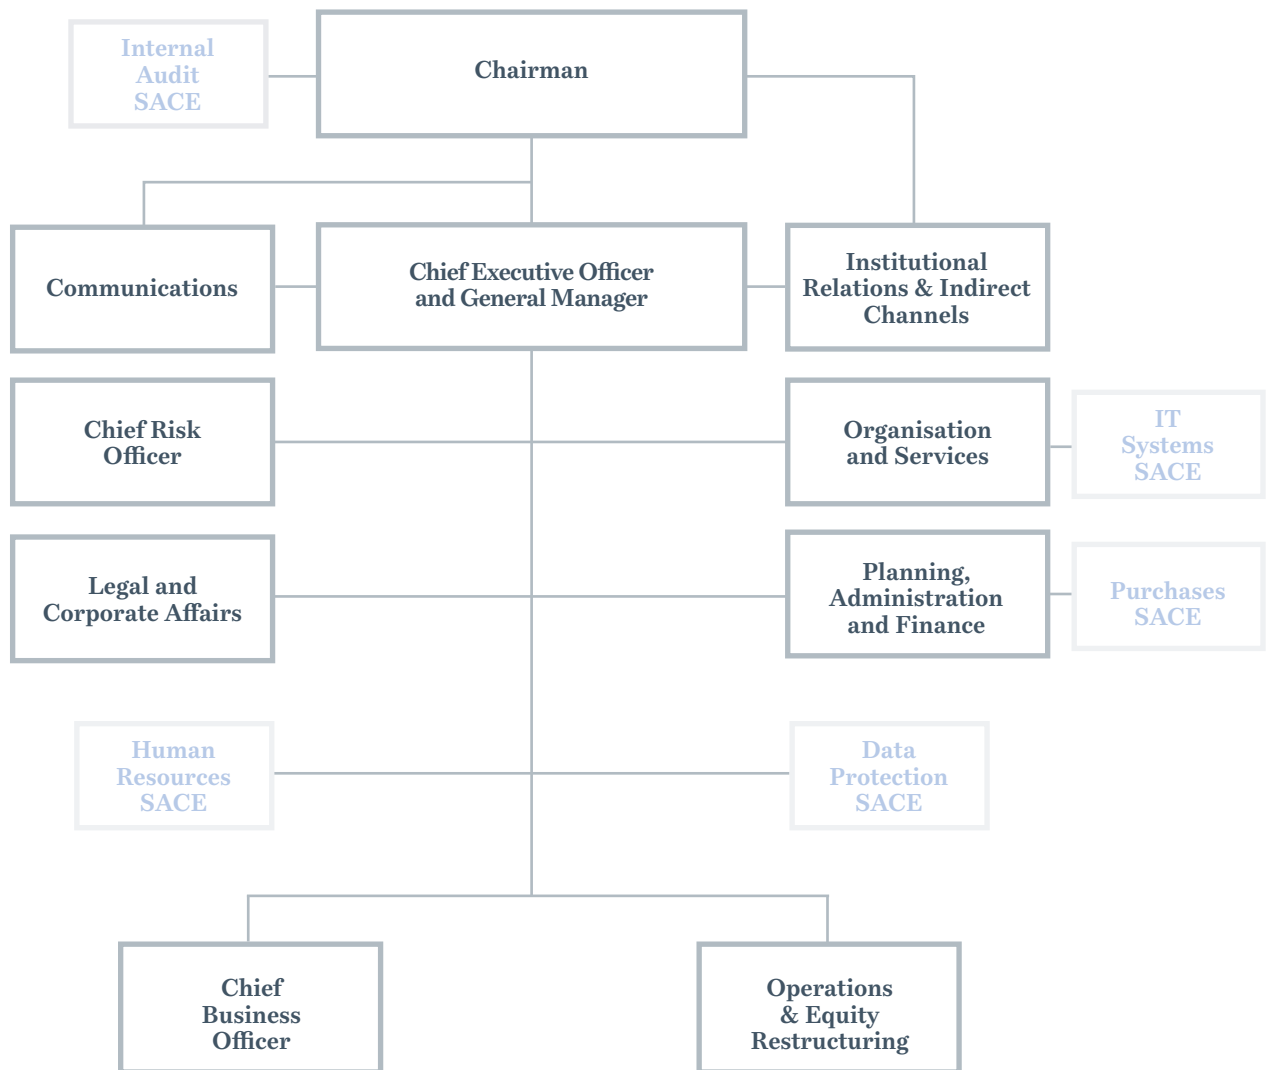 Internal
Audit
SACE
Chairman
Communications
Chief Executive Officer
and General Manager
Institutional
Relations & Indirect
Channels
Chief Risk
Officer
Organisation
and Services
IT
Systems
SACE
Legal and
Corporate Affairs
Planning,
Administration
and Finance
Purchases
SACE
Human
Resources
SACE
Data
Protection
SACE
Chief
Business
Officer
Operations
& Equity
Restructuring